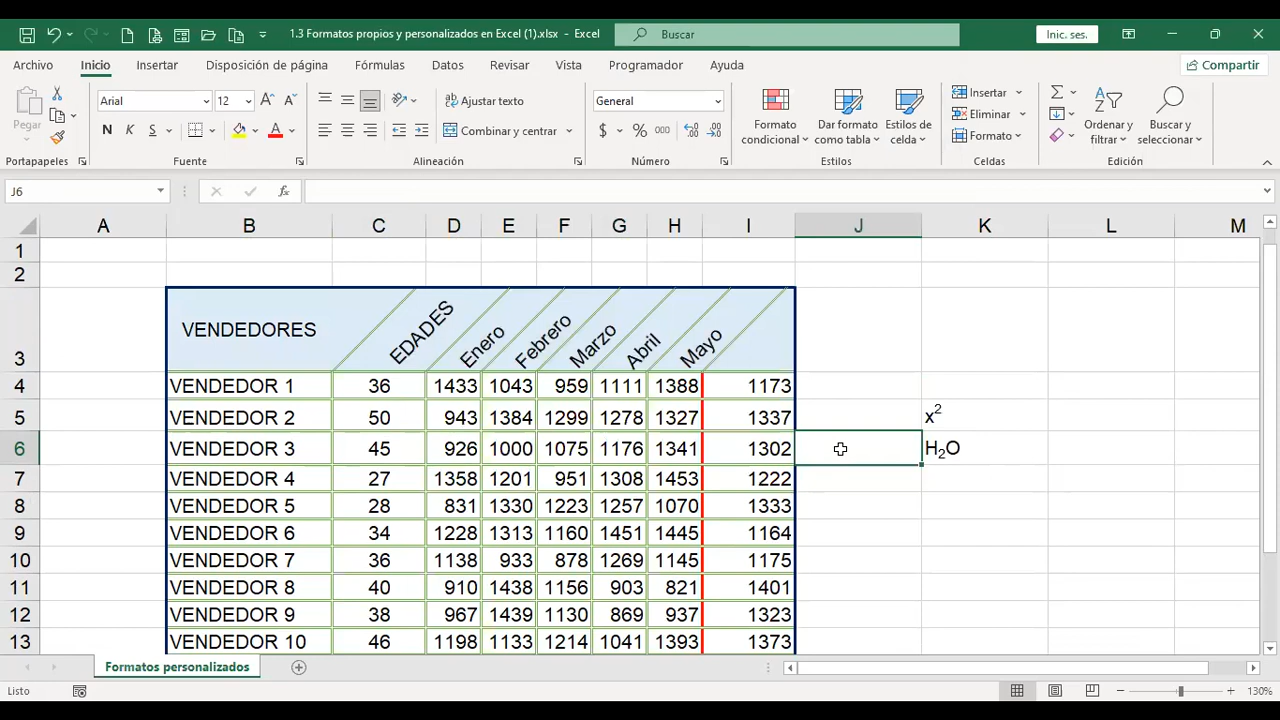 1.3 Formatos propios y personalizados en Excel (1).xlsx - Excel
Buscar
Inic. ses.
Archivo Inicio Insertar Disposición de página Fórmulas Datos Revisar Vista Programador Ayuda Compartir
Pegar
Portapapeles
Arial 12
N K S
Fuente
Ajustar texto
Combinar y centrar
Alineación
General
$ % 000
Número
Formato condicional
Dar formato como tabla
Estilos de celda
Estilos
Insertar
Eliminar
Formato
Celdas
Ordenar y filtrar
Buscar y seleccionar
Edición
J6
A B C D E F G H I J K L M
1
2
3 VENDEDORES EDADES Enero Febrero Marzo Abril Mayo
4 VENDEDOR 1 36 1433 1043 959 1111 1388 1173
5 VENDEDOR 2 50 943 1384 1299 1278 1327 1337 x²
6 VENDEDOR 3 45 926 1000 1075 1176 1341 1302 H₂O
7 VENDEDOR 4 27 1358 1201 951 1308 1453 1222
8 VENDEDOR 5 28 831 1330 1223 1257 1070 1333
9 VENDEDOR 6 34 1228 1313 1160 1451 1445 1164
10 VENDEDOR 7 36 1138 933 878 1269 1145 1175
11 VENDEDOR 8 40 910 1438 1156 903 821 1401
12 VENDEDOR 9 38 967 1439 1130 869 937 1323
13 VENDEDOR 10 46 1198 1133 1214 1041 1393 1373
Formatos personalizados
Listo
130%